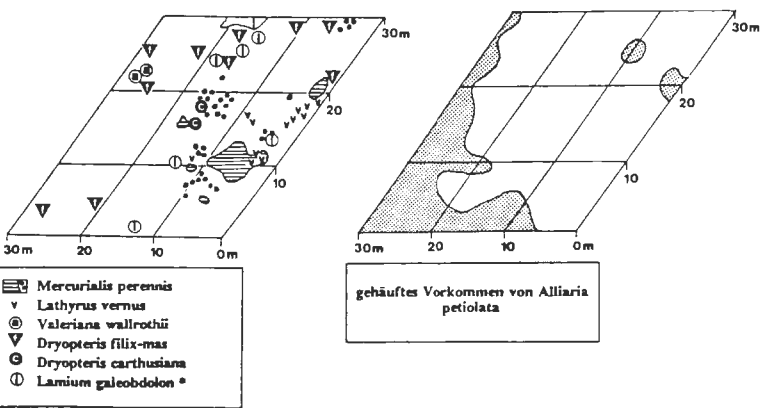 30m
20
10
30m
20
10
0m
30m
20
10
30m
20
10
0m
Mercurialis perennis
Lathyrus vernus
Valeriana wallrothii
Dryopteris filix-mas
Dryopteris carthusiana
Lamium galeobdolon *
gehäuftes Vorkommen von Alliaria
petiolata